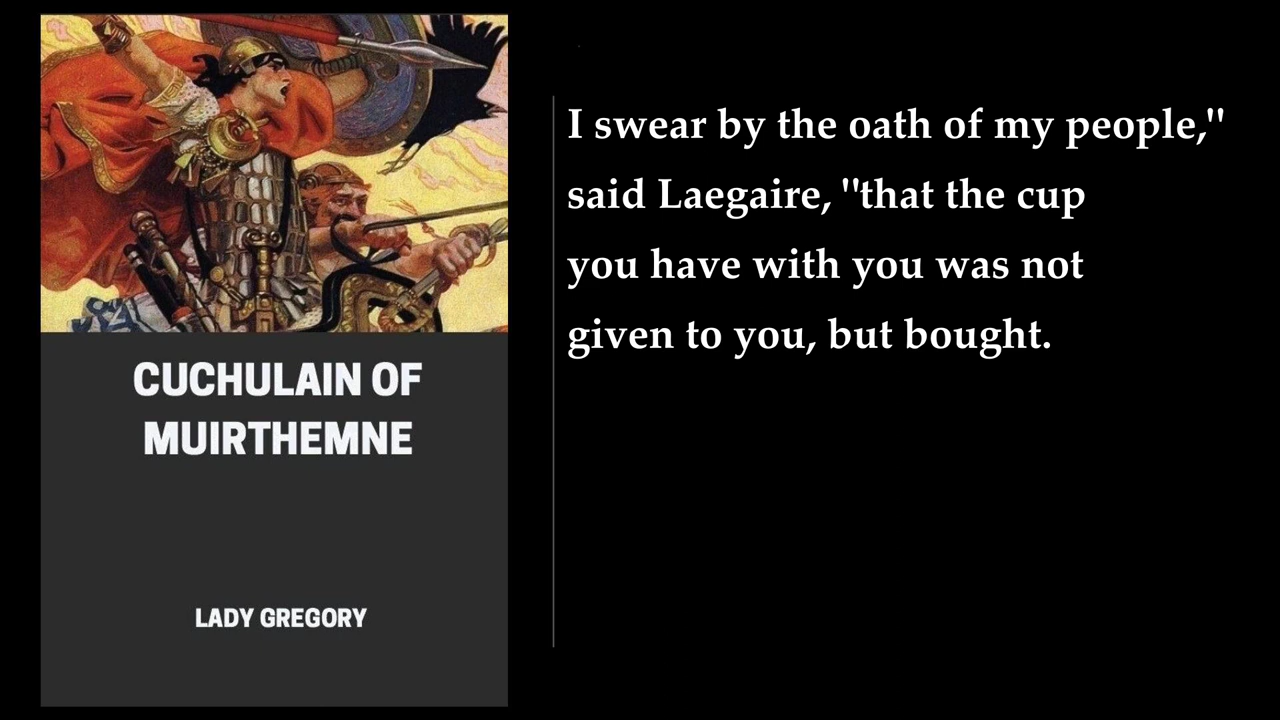 CUCHULAIN OF
MUIRTHEMNE
LADY GREGORY
I swear by the oath of my people,"
said Laegaire, "that the cup
you have with you was not
given to you, but bought.